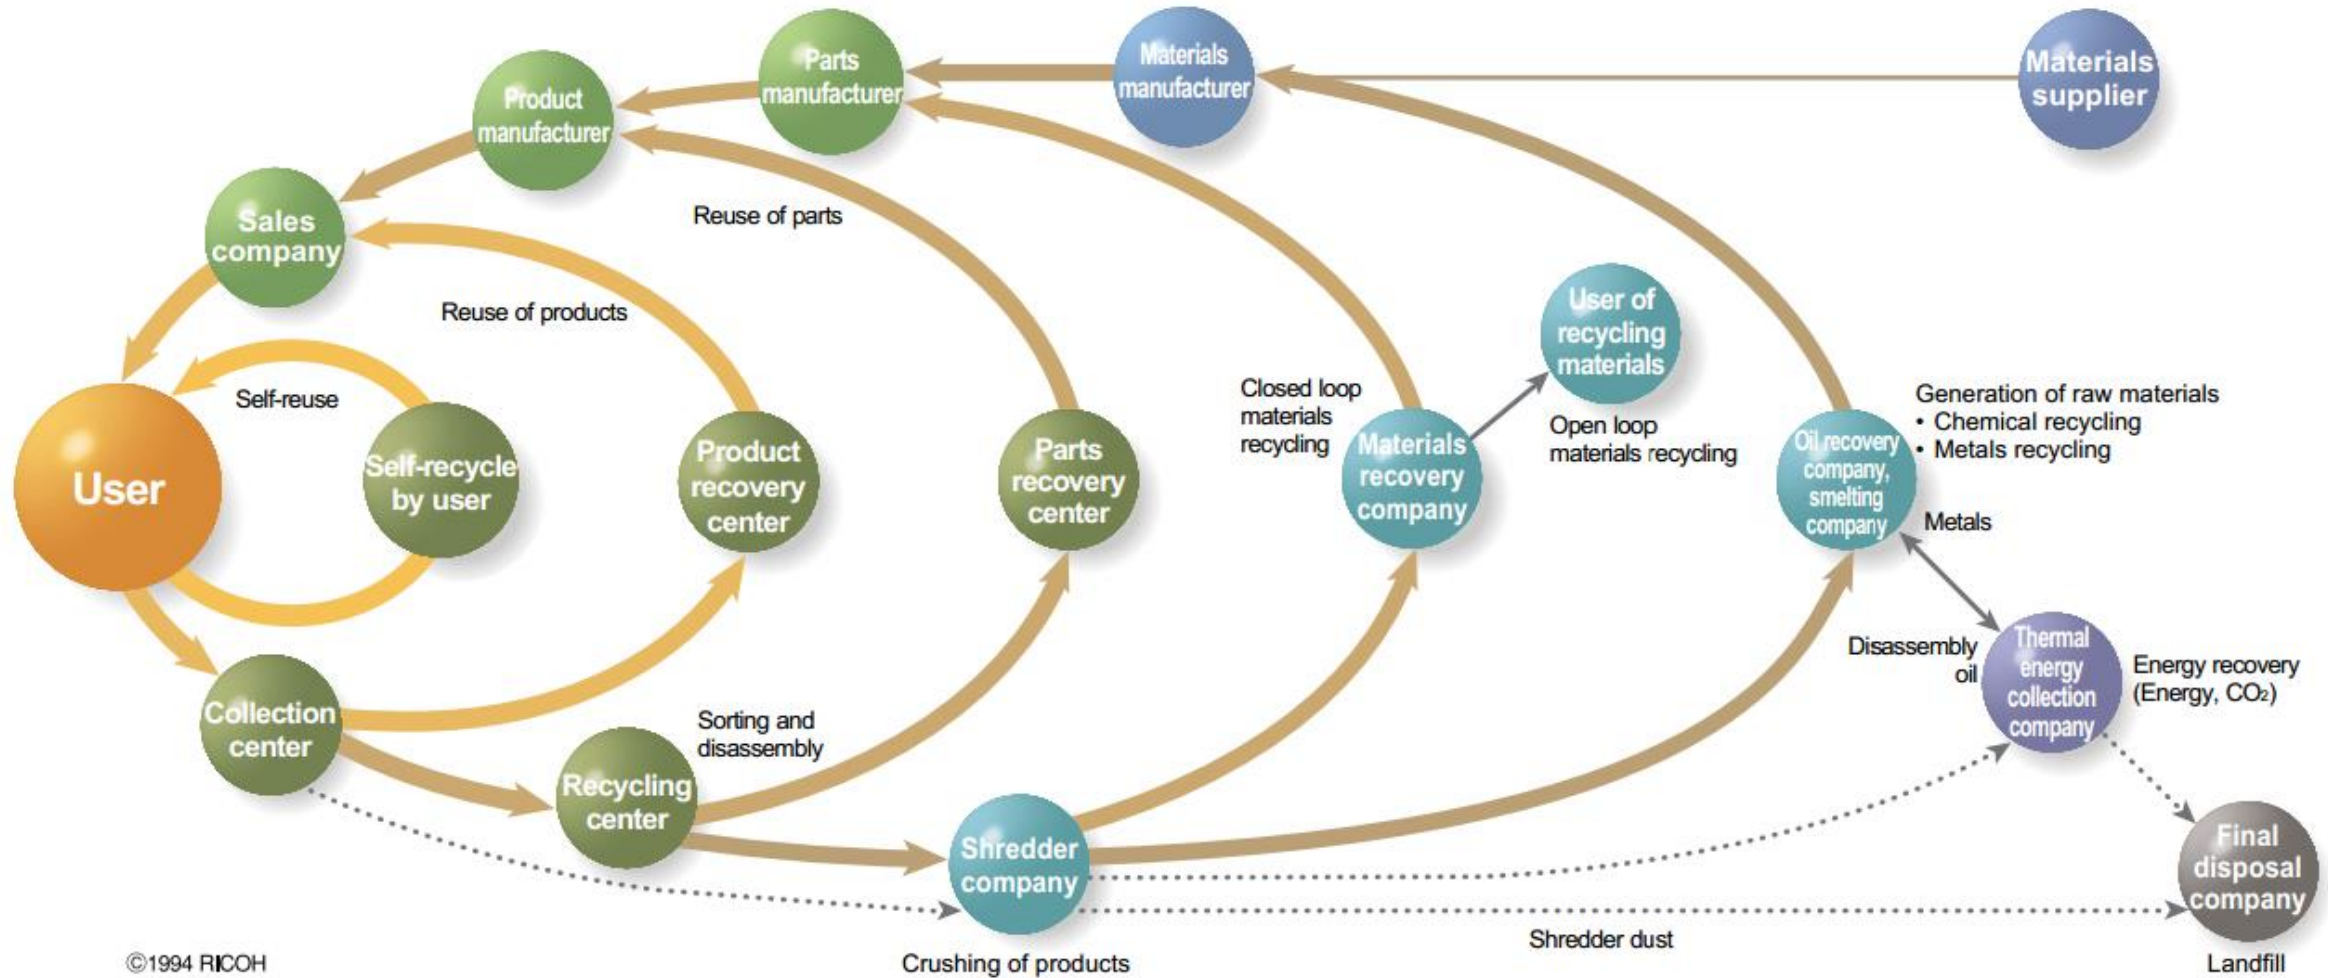 Parts
manufacturer
Materials
manufacturer
Materials
supplier
Product
manufacturer
Sales
company
Reuse of parts
Reuse of products
User of
recycling
materials
Self-reuse
Closed loop
materials
recycling
Open loop
materials recycling
Generation of raw materials
• Chemical recycling
• Metals recycling
User
Self-recycle
by user
Product
recovery
center
Parts
recovery
center
Materials
recovery
company
Oil recovery
company,
smelting
company
Metals
Disassembly
oil
Thermal
energy
collection
company
Energy recovery
(Energy, CO₂)
Collection
center
Sorting and
disassembly
Recycling
center
Shredder
company
Final
disposal
company
Shredder dust
©1994 RICOH
Crushing of products
Landfill